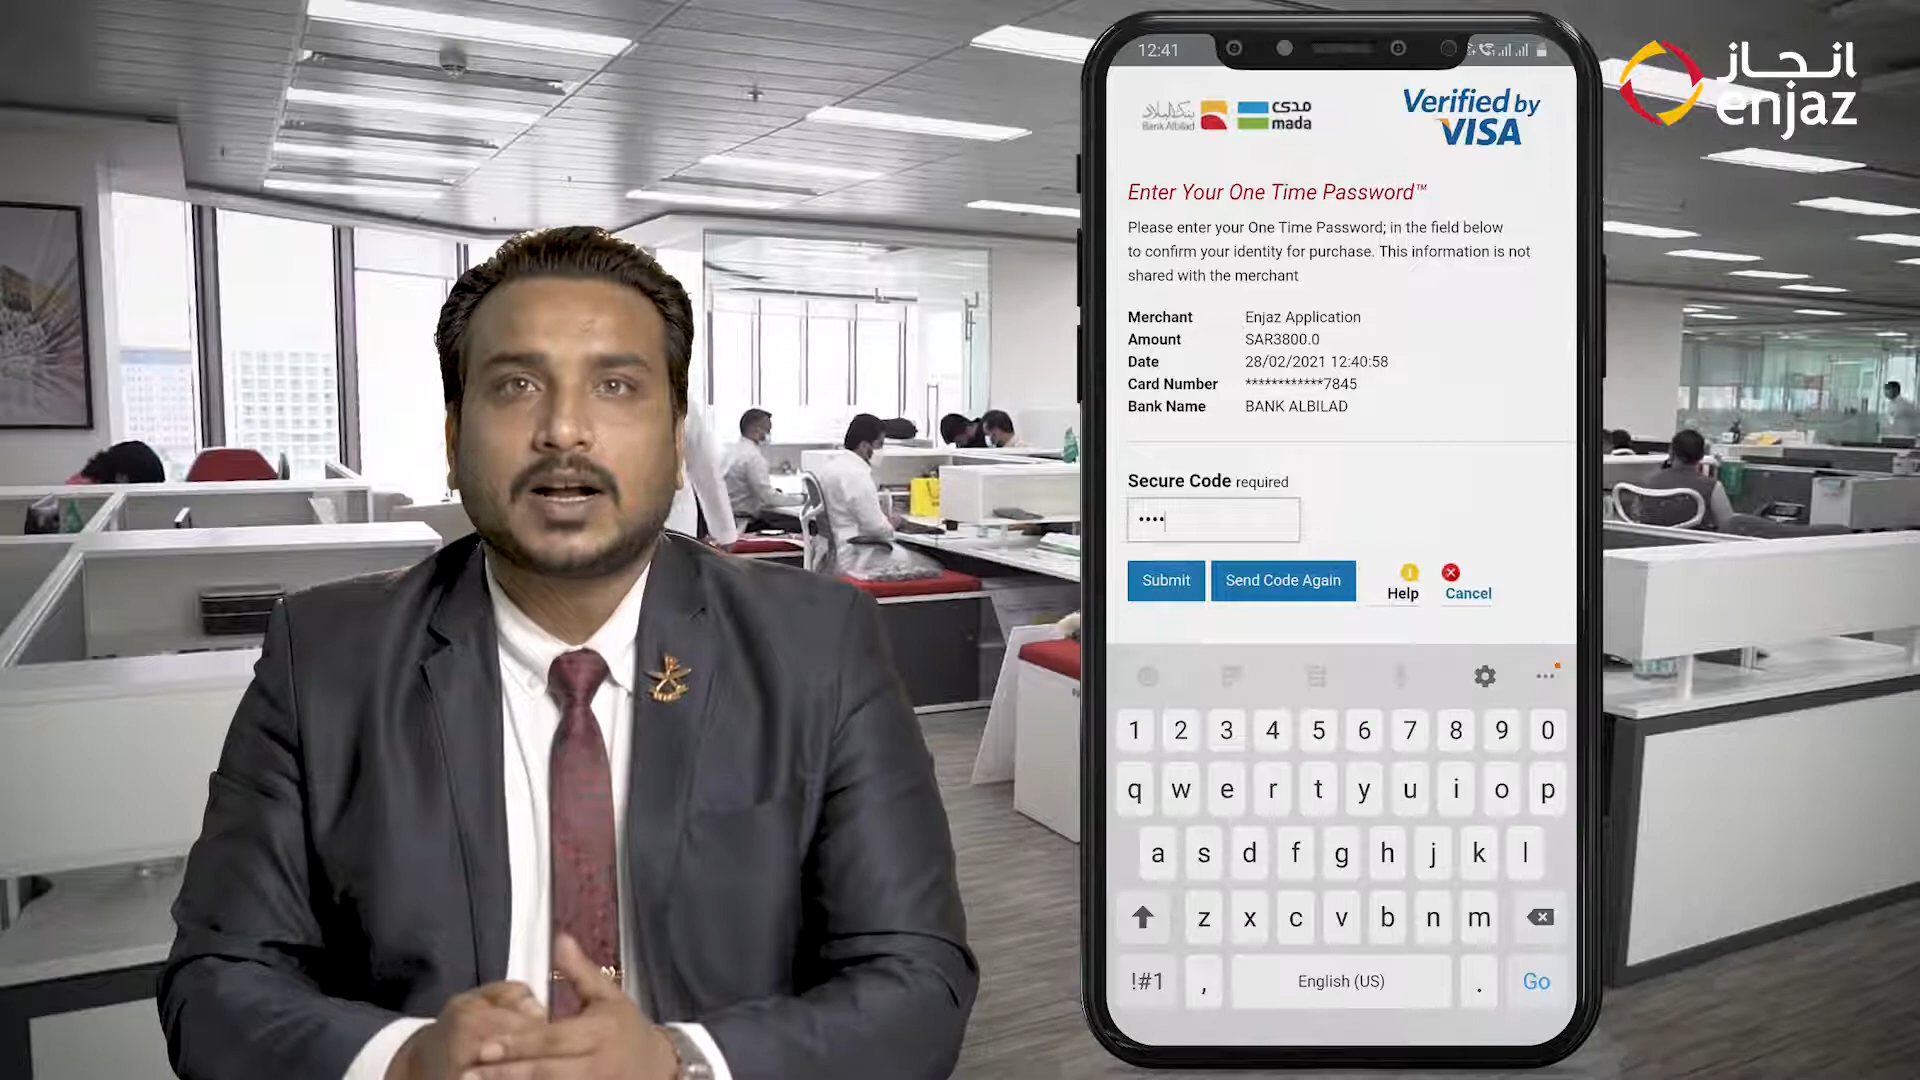 12:41
انجاز
enjaz
بنك البلاد
Bank Albilad
مدى
mada
Verified by
VISA
Enter Your One Time Password™
Please enter your One Time Password; in the field below
to confirm your identity for purchase. This information is not
shared with the merchant
Merchant Enjaz Application
Amount SAR3800.0
Date 28/02/2021 12:40:58
Card Number ************7845
Bank Name BANK ALBILAD
Secure Code required
••••
Submit Send Code Again Help Cancel
1 2 3 4 5 6 7 8 9 0
q w e r t y u i o p
a s d f g h j k l
z x c v b n m
!#1 , English (US) . Go